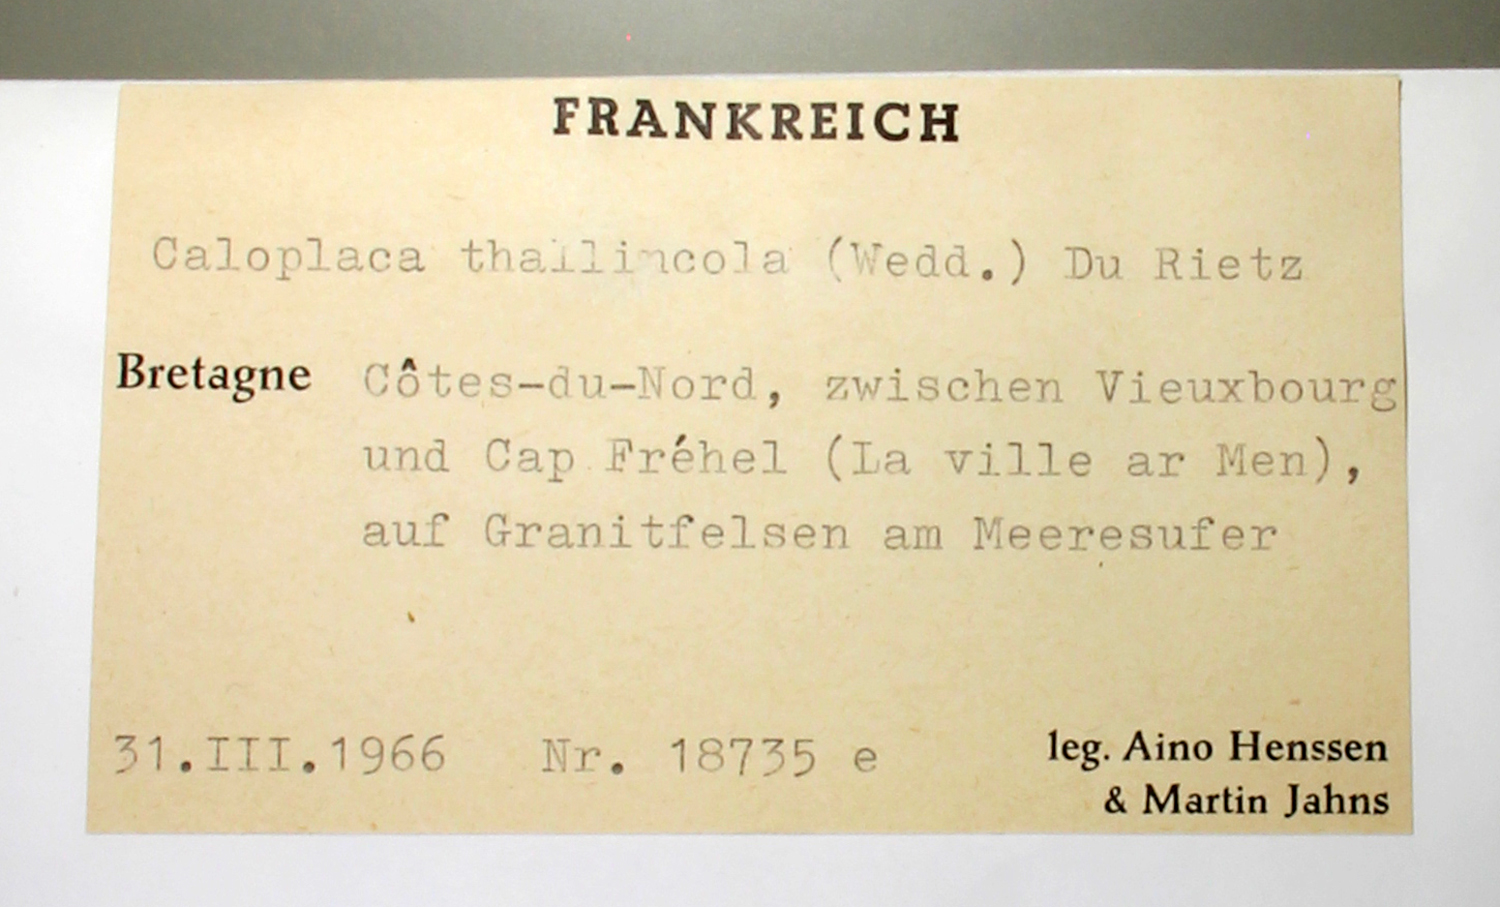 FRANKREICH
Caloplaca thallincola (Wedd.) Du Rietz
Bretagne Côtes-du-Nord, zwischen Vieuxbourg
und Cap Fréhel (La ville ar Men),
auf Granitfelsen am Meeresufer
31.III.1966 Nr. 18735 e leg. Aino Henssen
& Martin Jahns